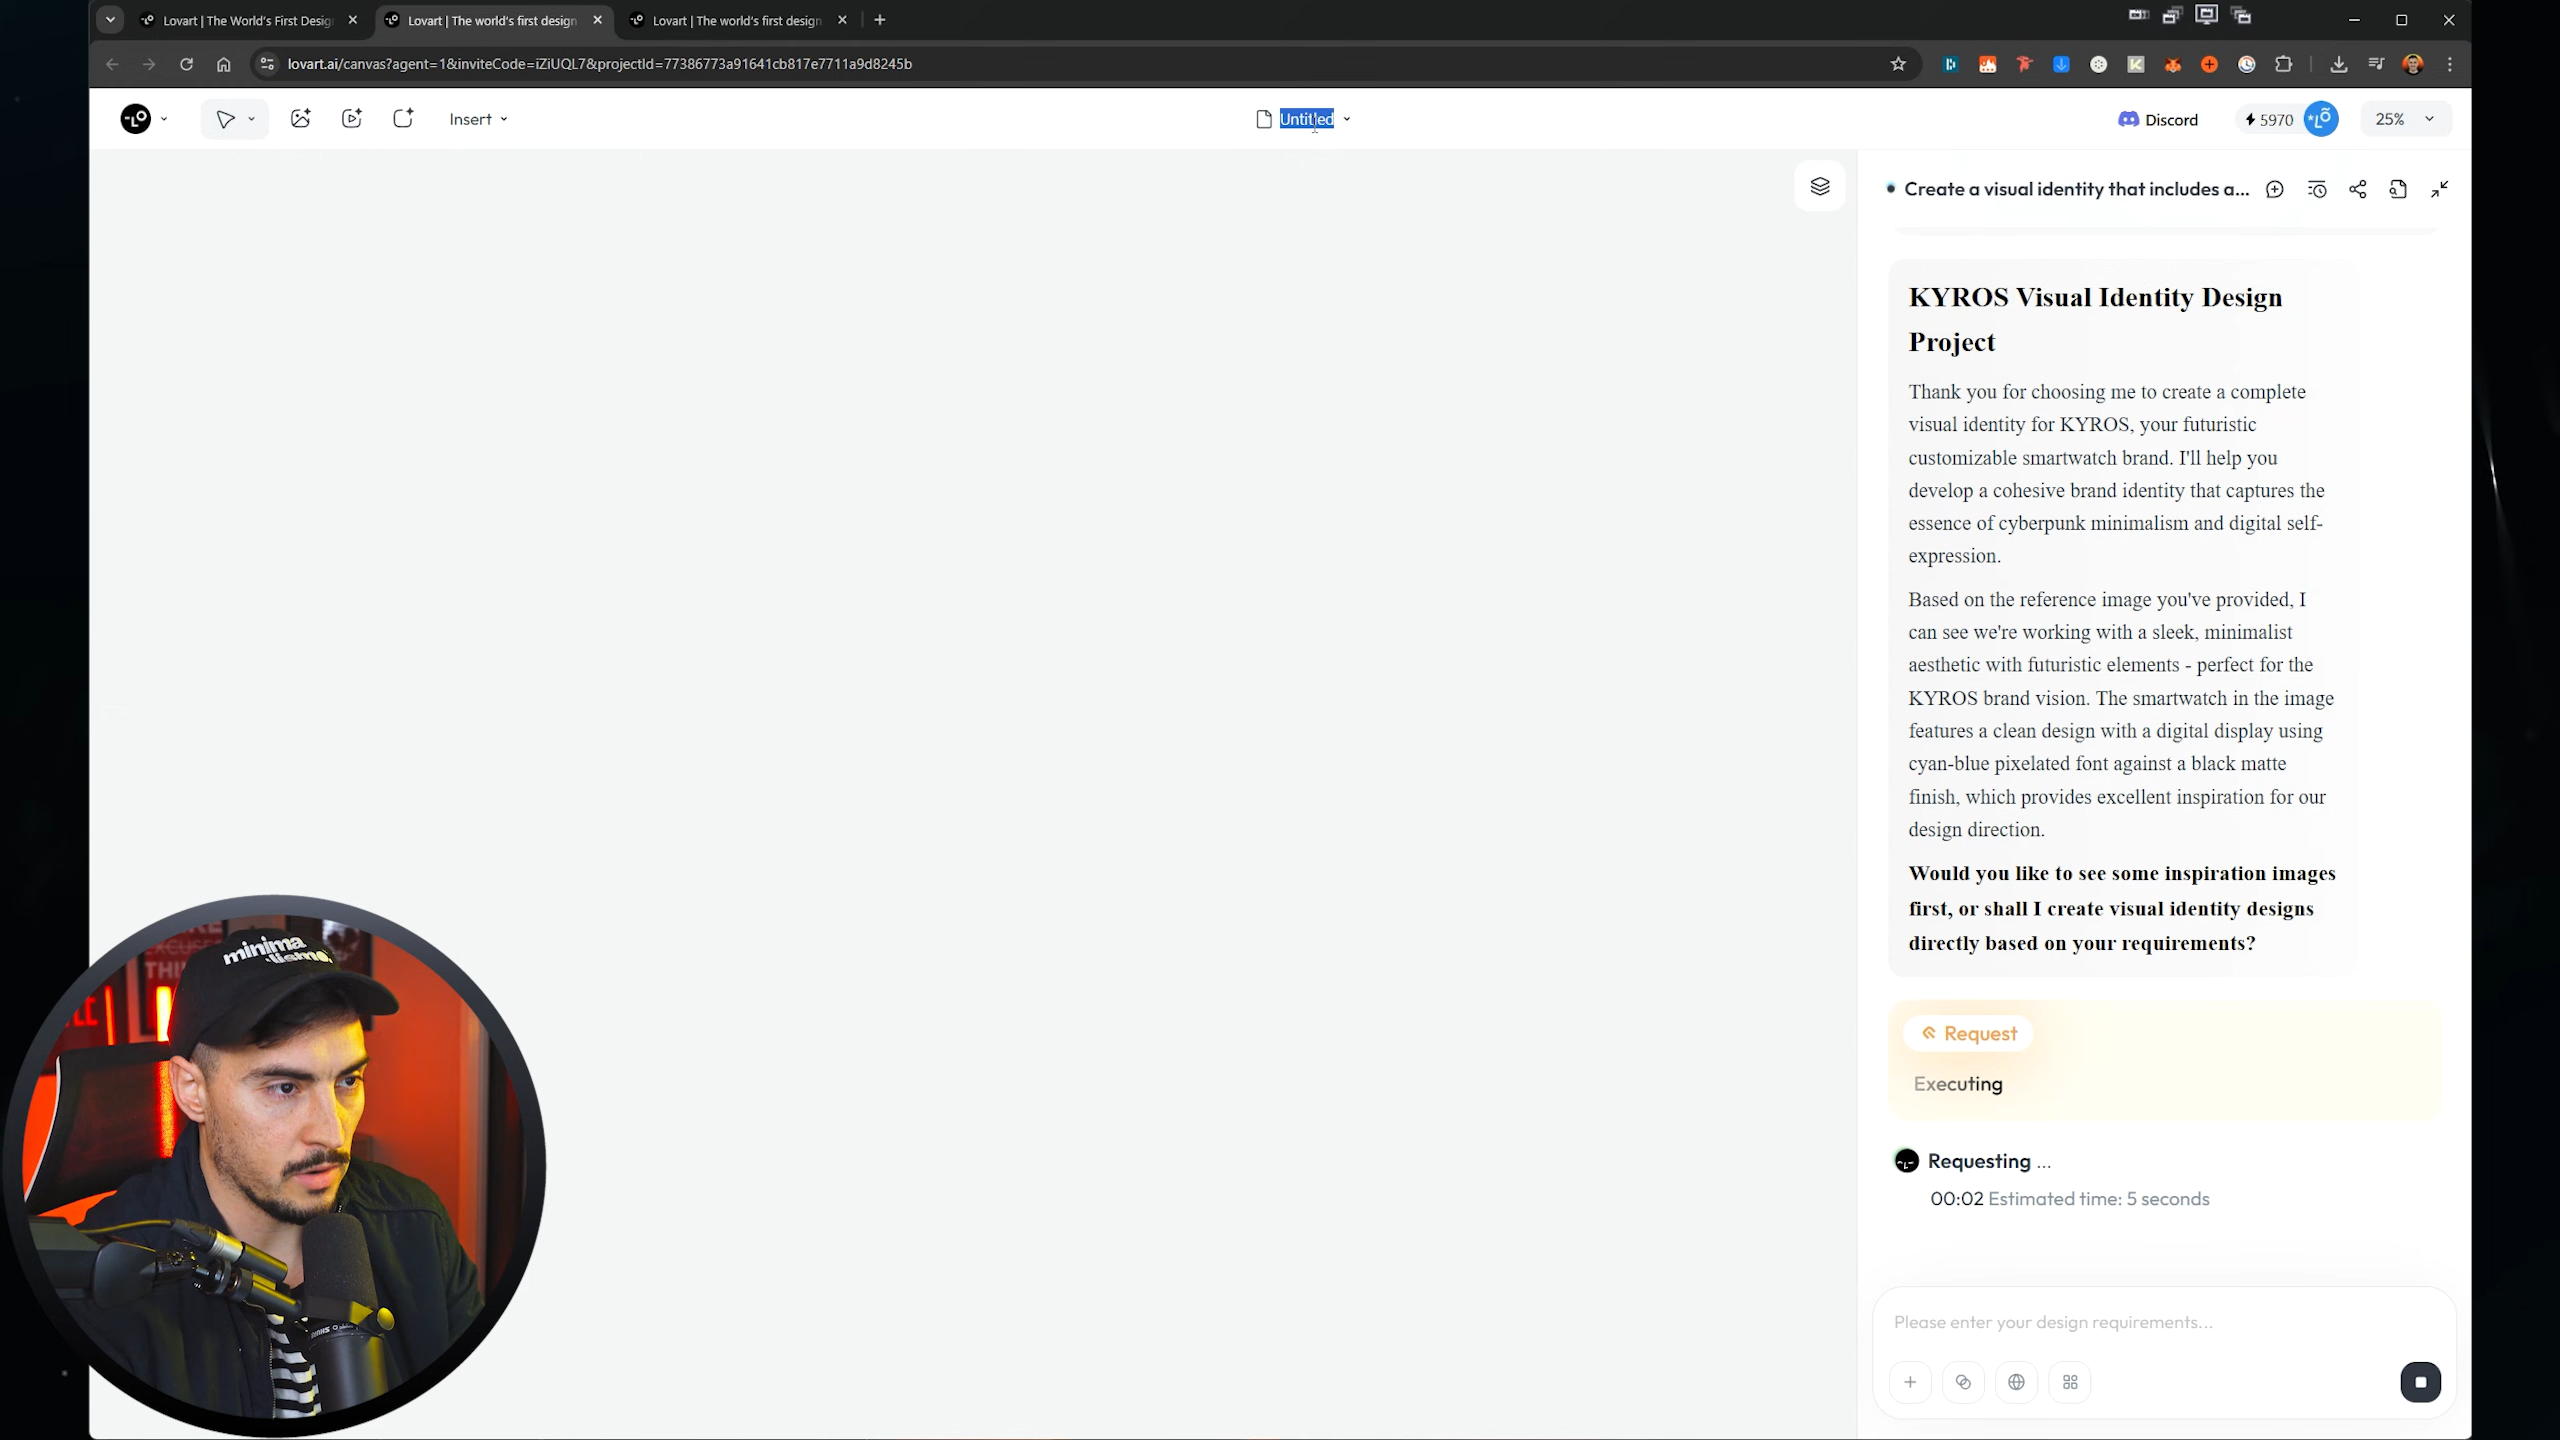 Lovart | The World's First Desig
Lovart | The world's first design
Lovart | The world's first design
lovart.ai/canvas?agent=1&inviteCode=iZiUQL7&projectId=77386773a91641cb817e7711a9d8245b
Insert
Untitled
Discord
5970
25%
Create a visual identity that includes a...
KYROS Visual Identity Design
Project
Thank you for choosing me to create a complete
visual identity for KYROS, your futuristic
customizable smartwatch brand. I'll help you
develop a cohesive brand identity that captures the
essence of cyberpunk minimalism and digital self-
expression.
Based on the reference image you've provided, I
can see we're working with a sleek, minimalist
aesthetic with futuristic elements - perfect for the
KYROS brand vision. The smartwatch in the image
features a clean design with a digital display using
cyan-blue pixelated font against a black matte
finish, which provides excellent inspiration for our
design direction.
Would you like to see some inspiration images
first, or shall I create visual identity designs
directly based on your requirements?
Request
Executing
Requesting ...
00:02 Estimated time: 5 seconds
Please enter your design requirements...
minima
lismo.